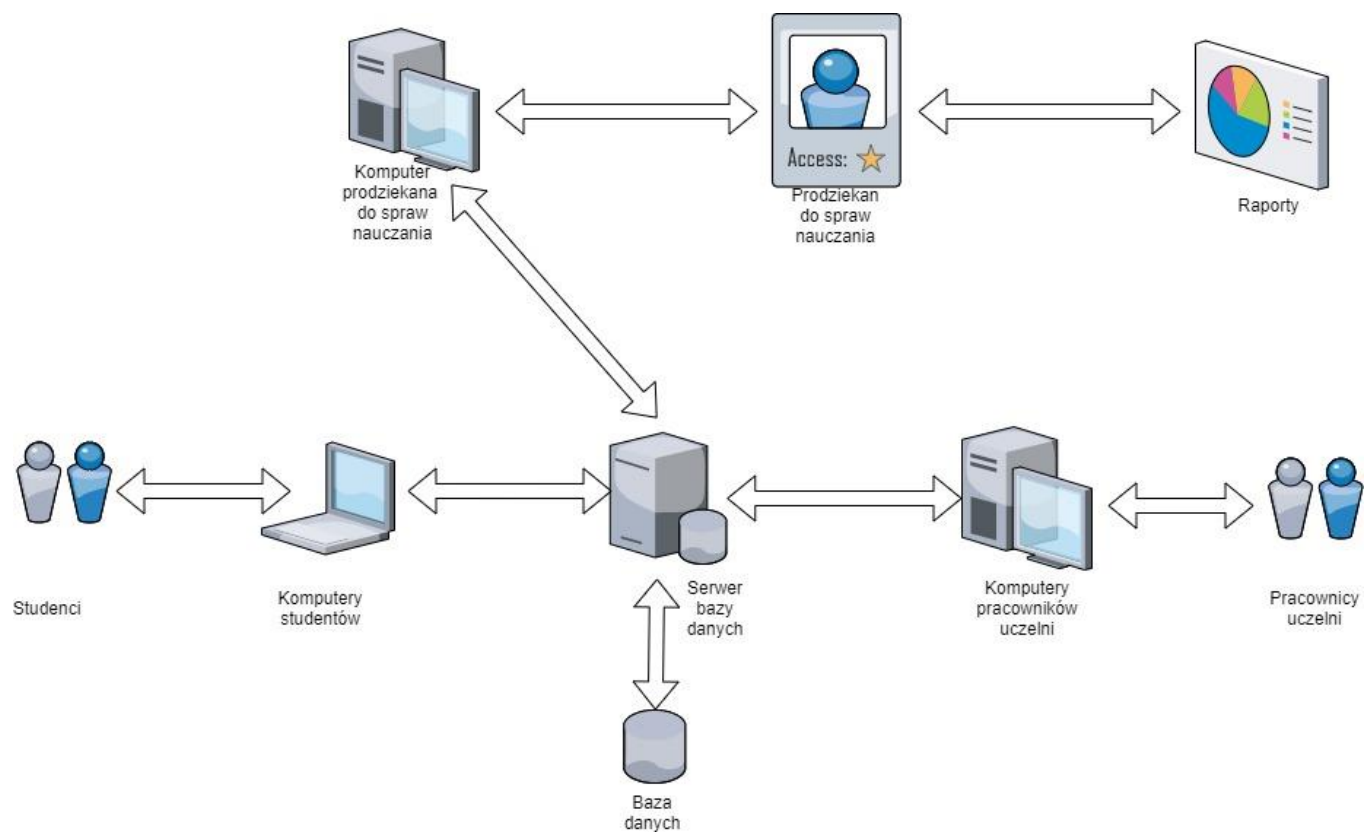 Access:
Komputer
prodziekana
do spraw
nauczania
Prodziekan
do spraw
nauczania
Raporty
Studenci
Komputery
studentów
Serwer
bazy
danych
Komputery
pracowników
uczelni
Pracownicy
uczelni
Baza
danych